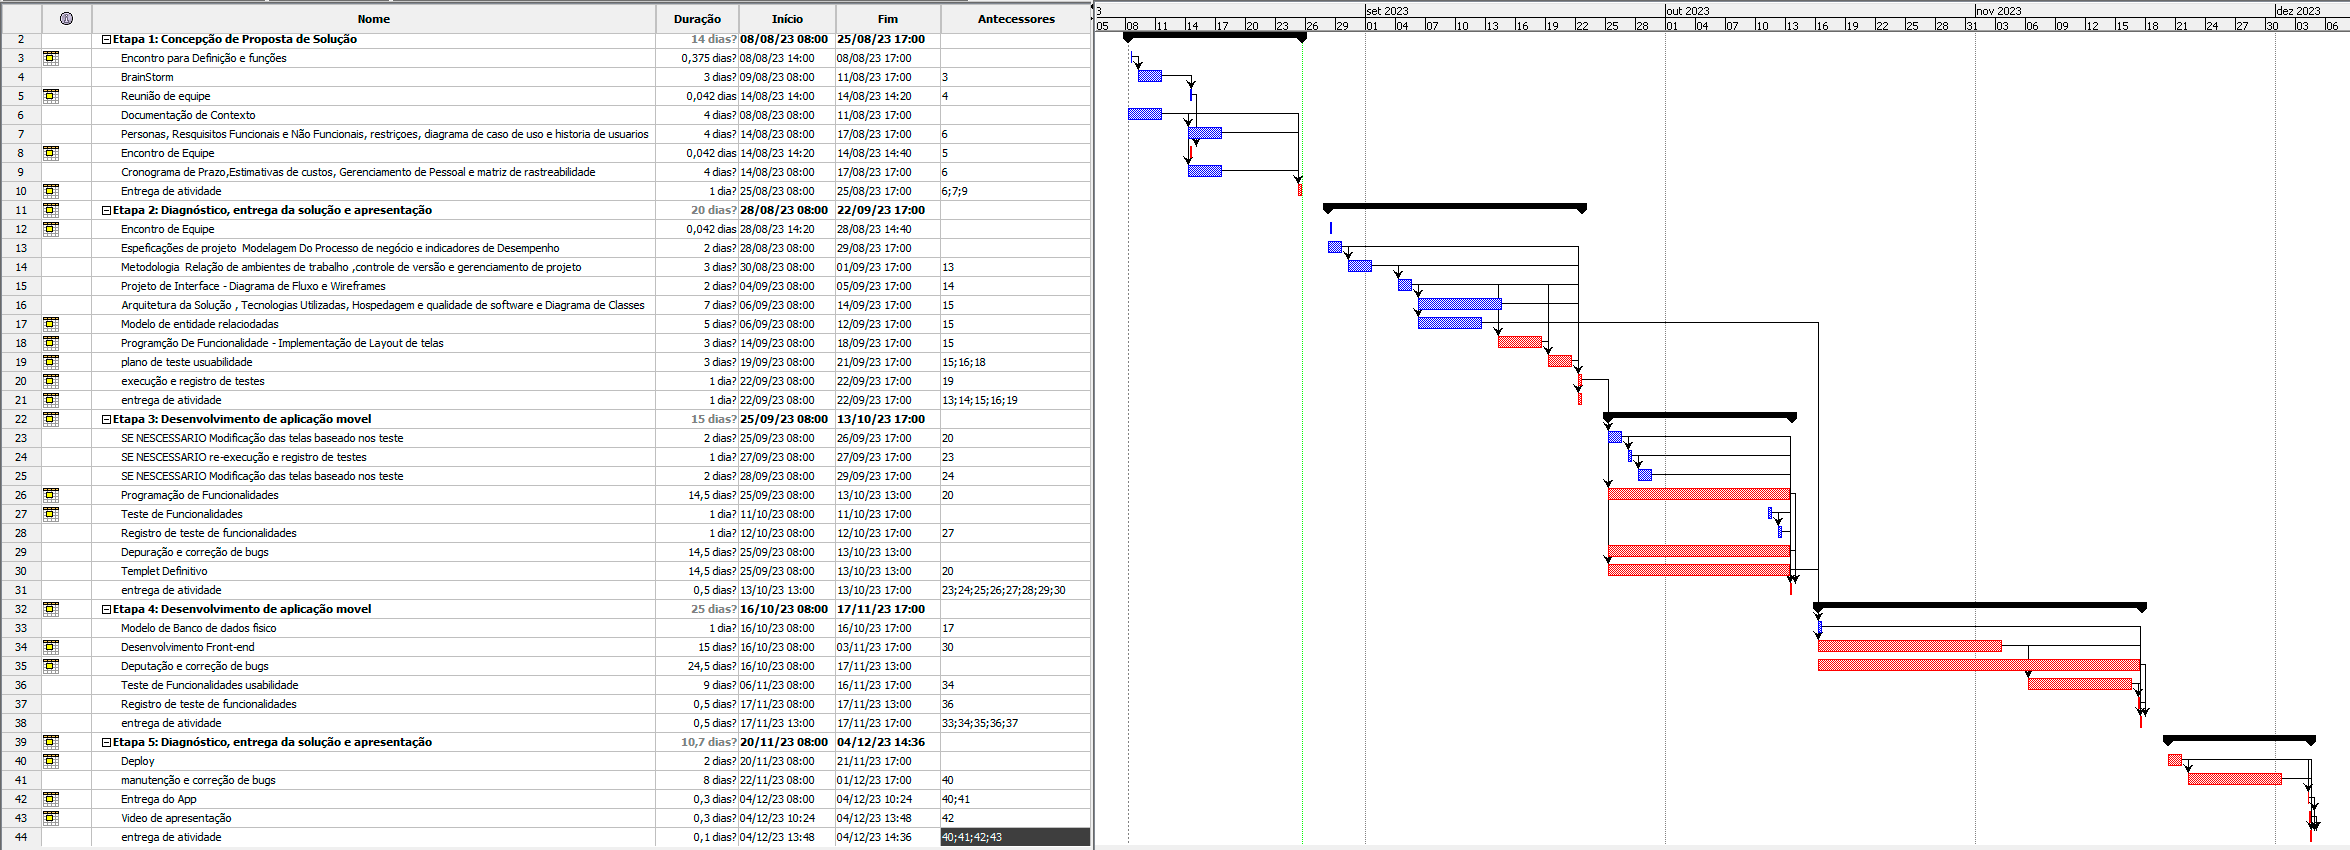 Nome Duração Início Fim Antecessores
3 set 2023 out 2023 nov 2023 dez 2023
05 08 11 14 17 20 23 26 29 01 04 07 10 13 16 19 22 25 28 01 04 07 10 13 16 19 22 25 28 31 03 06 09 12 15 18 21 24 27 30 03 06
2 Etapa 1: Concepção de Proposta de Solução 14 dias? 08/08/23 08:00 25/08/23 17:00
3 Encontro para Definição e funções 0,375 dias? 08/08/23 14:00 08/08/23 17:00
4 BrainStorm 3 dias? 09/08/23 08:00 11/08/23 17:00 3
5 Reunião de equipe 0,042 dias 14/08/23 14:00 14/08/23 14:20 4
6 Documentação de Contexto 4 dias? 08/08/23 08:00 11/08/23 17:00
7 Personas, Resquisitos Funcionais e Não Funcionais, restriçoes, diagrama de caso de uso e historia de usuarios 4 dias? 14/08/23 08:00 17/08/23 17:00 6
8 Encontro de Equipe 0,042 dias 14/08/23 14:20 14/08/23 14:40 5
9 Cronograma de Prazo,Estimativas de custos, Gerenciamento de Pessoal e matriz de rastreabilidade 4 dias? 14/08/23 08:00 17/08/23 17:00 6
10 Entrega de atividade 1 dia? 25/08/23 08:00 25/08/23 17:00 6;7;9
11 Etapa 2: Diagnóstico, entrega da solução e apresentação 20 dias? 28/08/23 08:00 22/09/23 17:00
12 Encontro de Equipe 0,042 dias 28/08/23 14:20 28/08/23 14:40
13 Espeficações de projeto Modelagem Do Processo de negócio e indicadores de Desempenho 2 dias? 28/08/23 08:00 29/08/23 17:00
14 Metodologia Relação de ambientes de trabalho ,controle de versão e gerenciamento de projeto 3 dias? 30/08/23 08:00 01/09/23 17:00 13
15 Projeto de Interface - Diagrama de Fluxo e Wireframes 2 dias? 04/09/23 08:00 05/09/23 17:00 14
16 Arquitetura da Solução , Tecnologias Utilizadas, Hospedagem e qualidade de software e Diagrama de Classes 7 dias? 06/09/23 08:00 14/09/23 17:00 15
17 Modelo de entidade relaciodadas 5 dias? 06/09/23 08:00 12/09/23 17:00 15
18 Programção De Funcionalidade - Implementação de Layout de telas 3 dias? 14/09/23 08:00 18/09/23 17:00 15
19 plano de teste usuabilidade 3 dias? 19/09/23 08:00 21/09/23 17:00 15;16;18
20 execução e registro de testes 1 dia? 22/09/23 08:00 22/09/23 17:00 19
21 entrega de atividade 1 dia? 22/09/23 08:00 22/09/23 17:00 13;14;15;16;19
22 Etapa 3: Desenvolvimento de aplicação movel 15 dias? 25/09/23 08:00 13/10/23 17:00
23 SE NESCESSARIO Modificação das telas baseado nos teste 2 dias? 25/09/23 08:00 26/09/23 17:00 20
24 SE NESCESSARIO re-execução e registro de testes 1 dia? 27/09/23 08:00 27/09/23 17:00 23
25 SE NESCESSARIO Modificação das telas baseado nos teste 2 dias? 28/09/23 08:00 29/09/23 17:00 24
26 Programação de Funcionalidades 14,5 dias? 25/09/23 08:00 13/10/23 13:00 20
27 Teste de Funcionalidades 1 dia? 11/10/23 08:00 11/10/23 17:00
28 Registro de teste de funcionalidades 1 dia? 12/10/23 08:00 12/10/23 17:00 27
29 Depuração e correção de bugs 14,5 dias? 25/09/23 08:00 13/10/23 13:00
30 Templet Definitivo 14,5 dias? 25/09/23 08:00 13/10/23 13:00 20
31 entrega de atividade 0,5 dias? 13/10/23 13:00 13/10/23 17:00 23;24;25;26;27;28;29;30
32 Etapa 4: Desenvolvimento de aplicação movel 25 dias? 16/10/23 08:00 17/11/23 17:00
33 Modelo de Banco de dados fisico 1 dia? 16/10/23 08:00 16/10/23 17:00 17
34 Desenvolvimento Front-end 15 dias? 16/10/23 08:00 03/11/23 17:00 30
35 Deputação e correção de bugs 24,5 dias? 16/10/23 08:00 17/11/23 13:00
36 Teste de Funcionalidades usabilidade 9 dias? 06/11/23 08:00 16/11/23 17:00 34
37 Registro de teste de funcionalidades 0,5 dias? 17/11/23 08:00 17/11/23 13:00 36
38 entrega de atividade 0,5 dias? 17/11/23 13:00 17/11/23 17:00 33;34;35;36;37
39 Etapa 5: Diagnóstico, entrega da solução e apresentação 10,7 dias? 20/11/23 08:00 04/12/23 14:36
40 Deploy 2 dias? 20/11/23 08:00 21/11/23 17:00
41 manutenção e correção de bugs 8 dias? 22/11/23 08:00 01/12/23 17:00 40
42 Entrega do App 0,3 dias? 04/12/23 08:00 04/12/23 10:24 40;41
43 Video de apresentação 0,3 dias? 04/12/23 10:24 04/12/23 13:48 42
44 entrega de atividade 0,1 dias? 04/12/23 13:48 04/12/23 14:36 40;41;42;43